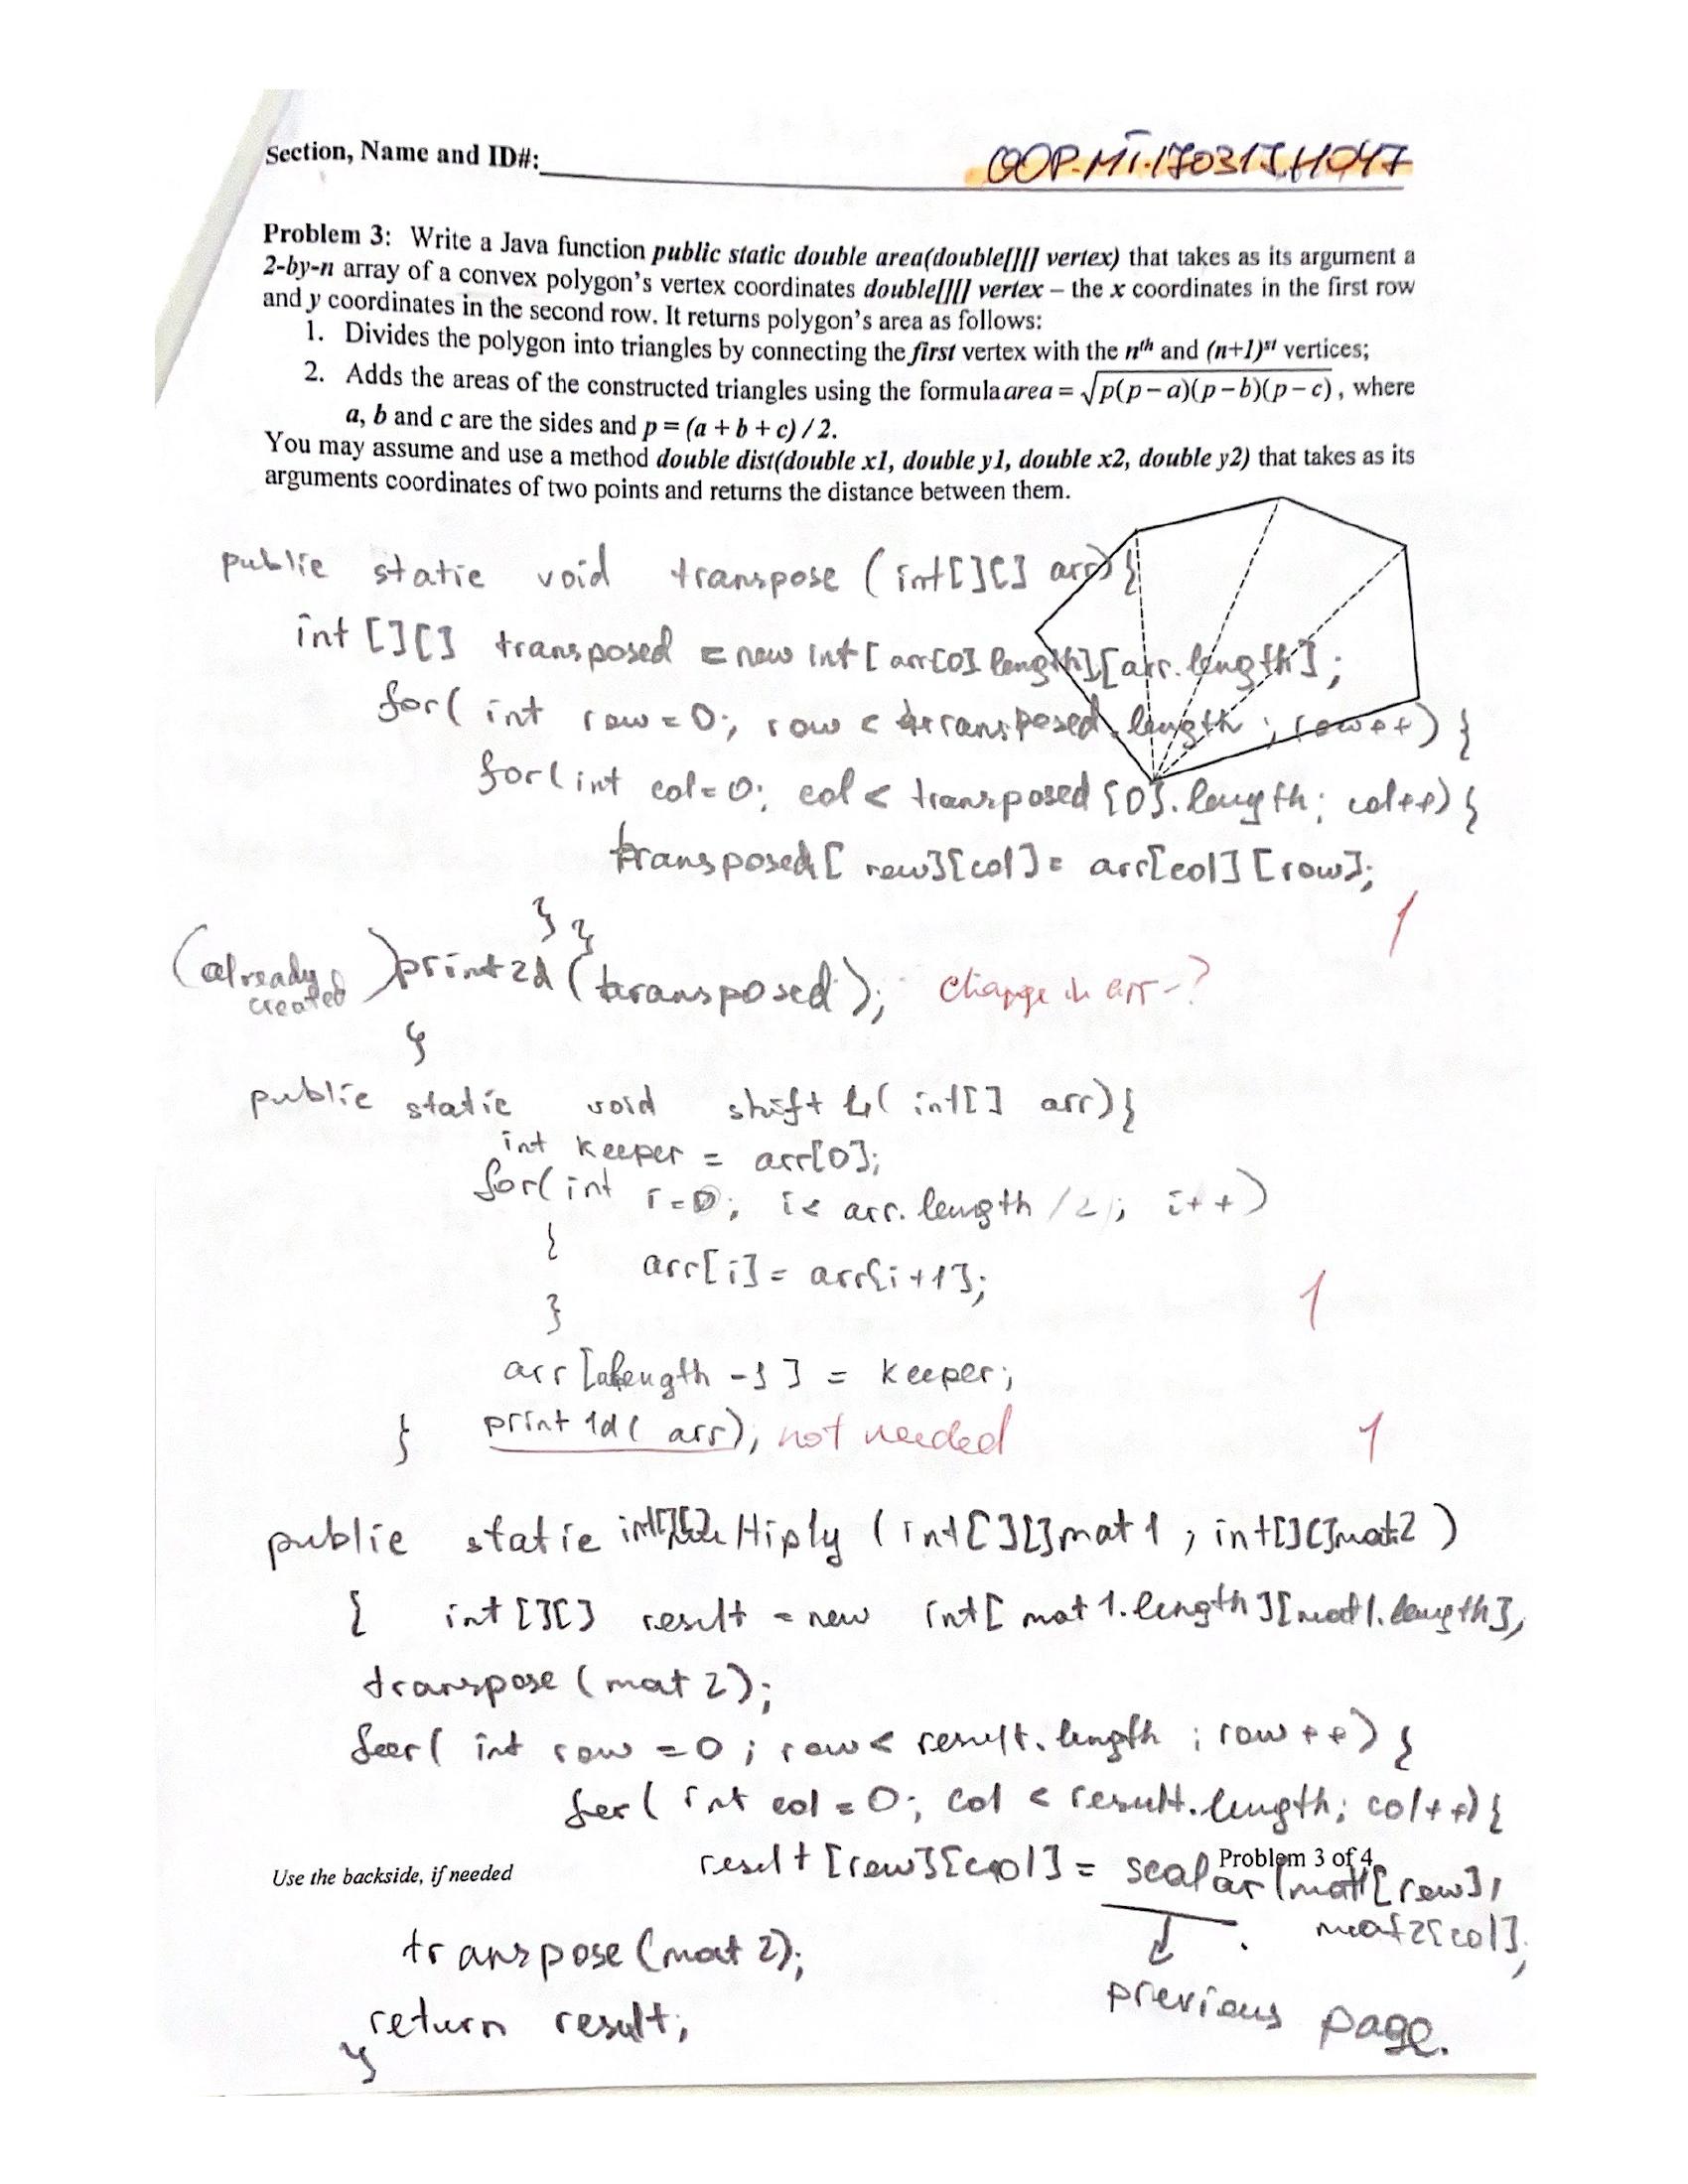 Section, Name and ID#:
OOP.MT.170315.H047
Problem 3: Write a Java function public static double area(double[][] vertex) that takes as its argument a
2-by-n array of a convex polygon's vertex coordinates double[][] vertex – the x coordinates in the first row
and y coordinates in the second row. It returns polygon's area as follows:
1. Divides the polygon into triangles by connecting the first vertex with the nth and (n+1)st vertices;
2. Adds the areas of the constructed triangles using the formula area = √p(p−a)(p−b)(p−c), where
a, b and c are the sides and p = (a + b + c) / 2.
You may assume and use a method double dist(double x1, double y1, double x2, double y2) that takes as its
arguments coordinates of two points and returns the distance between them.
public static void transpose (int[][] arr) {
int [][] transposed = new int [ arr[0].length][arr.length];
for( int row = 0; row < transposed.length ; row++) {
for(int col=0; col < transposed [0].length; col++) {
transposed[ row][col]= arr[col] [row];
1
} }
(already created) print2d (transposed); change in arr -?
}
public static void shift ( int[] arr) {
int keeper = arr[0];
for( int i=0; i< arr.length /2 ; i++)
{
arr[i] = arr[i+1];
1
}
arr [length -1] = keeper;
} print 1d( arr); not needed 1
public static int[][] multiply ( int[][] mat1 , int[][] mat2 )
{ int [][] result = new int[ mat 1.length][mat1.length],
transpose (mat 2);
for( int row =0 ; row < result.length ; row ++) {
for( int col = 0; col < result.length; col++) {
result [row][col] = scalar(mat1[row],
Use the backside, if needed
Problem 3 of 4
mat2[col].
transpose (mat 2);
previous page.
return result;
}